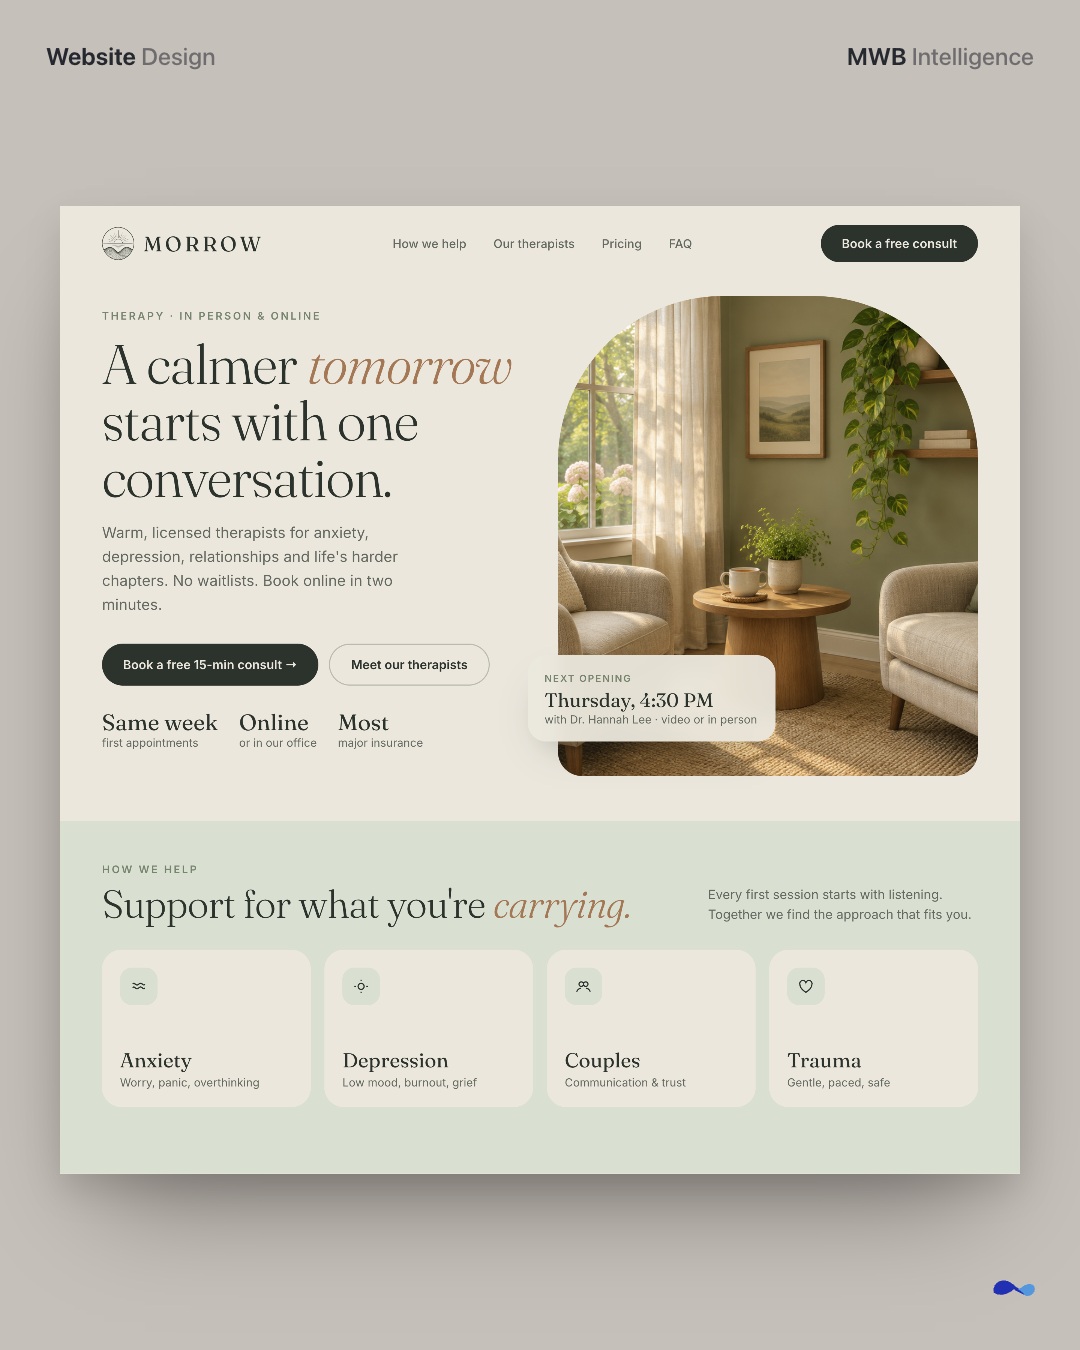 Website Design
MWB Intelligence
MORROW
How we help
Our therapists
Pricing
FAQ
Book a free consult
THERAPY · IN PERSON & ONLINE
A calmer tomorrow
starts with one
conversation.
Warm, licensed therapists for anxiety,
depression, relationships and life's harder
chapters. No waitlists. Book online in two
minutes.
Book a free 15-min consult →
Meet our therapists
Same week
first appointments
Online
or in our office
Most
major insurance
NEXT OPENING
Thursday, 4:30 PM
with Dr. Hannah Lee · video or in person
HOW WE HELP
Support for what you're carrying.
Every first session starts with listening.
Together we find the approach that fits you.
Anxiety
Worry, panic, overthinking
Depression
Low mood, burnout, grief
Couples
Communication & trust
Trauma
Gentle, paced, safe